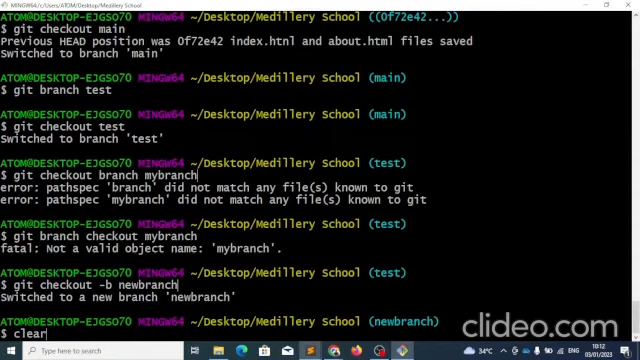 MINGW64:/c/Users/ATOM/Desktop/Medillery School
ATOM@DESKTOP-EJGSO70 MINGW64 ~/Desktop/Medillery School ((0f72e42...))
$ git checkout main
Previous HEAD position was 0f72e42 index.htnl and about.html files saved
Switched to branch 'main'
ATOM@DESKTOP-EJGSO70 MINGW64 ~/Desktop/Medillery School (main)
$ git branch test
ATOM@DESKTOP-EJGSO70 MINGW64 ~/Desktop/Medillery School (main)
$ git checkout test
Switched to branch 'test'
ATOM@DESKTOP-EJGSO70 MINGW64 ~/Desktop/Medillery School (test)
$ git checkout branch mybranch
error: pathspec 'branch' did not match any file(s) known to git
error: pathspec 'mybranch' did not match any file(s) known to git
ATOM@DESKTOP-EJGSO70 MINGW64 ~/Desktop/Medillery School (test)
$ git branch checkout mybranch
fatal: Not a valid object name: 'mybranch'.
ATOM@DESKTOP-EJGSO70 MINGW64 ~/Desktop/Medillery School (test)
$ git checkout -b newbranch
Switched to a new branch 'newbranch'
ATOM@DESKTOP-EJGSO70 MINGW64 ~/Desktop/Medillery School (newbranch)
$ clear
clideo.com
Type here to search
34°C
ENG
10:12
03/01/2023